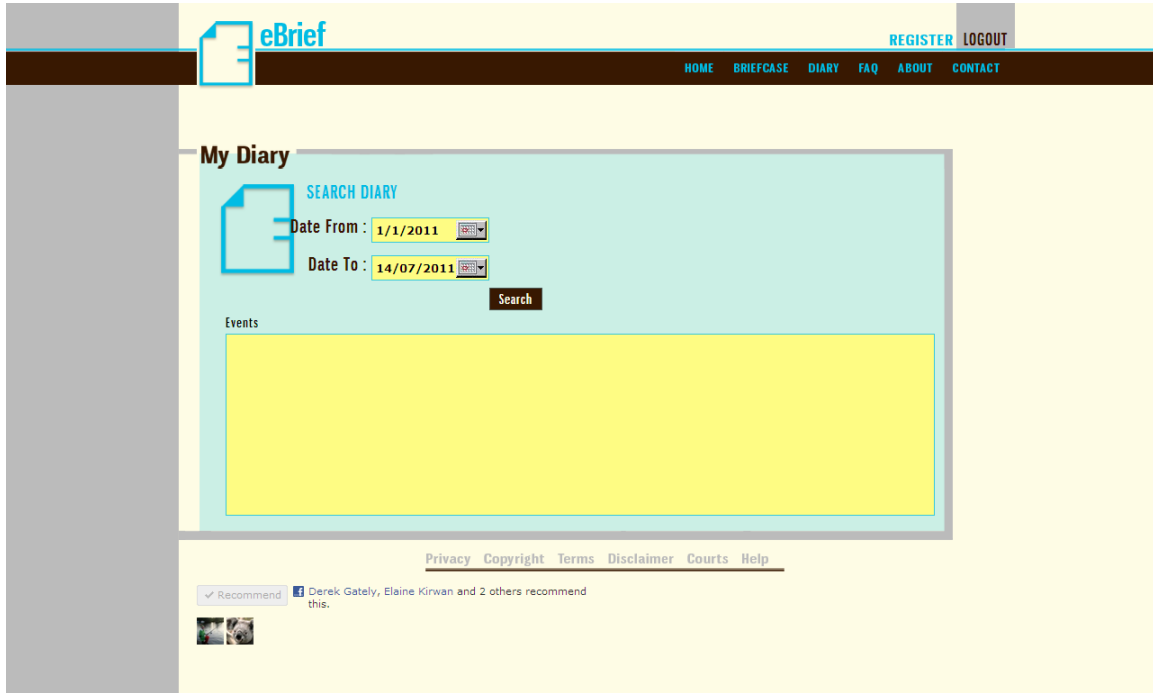 eBrief
REGISTER LOGOUT
HOME BRIEFCASE DIARY FAQ ABOUT CONTACT
My Diary
SEARCH DIARY
Date From : 1/1/2011
Date To : 14/07/2011
Search
Events
Privacy Copyright Terms Disclaimer Courts Help
Recommend
Derek Gately, Elaine Kirwan and 2 others recommend
this.